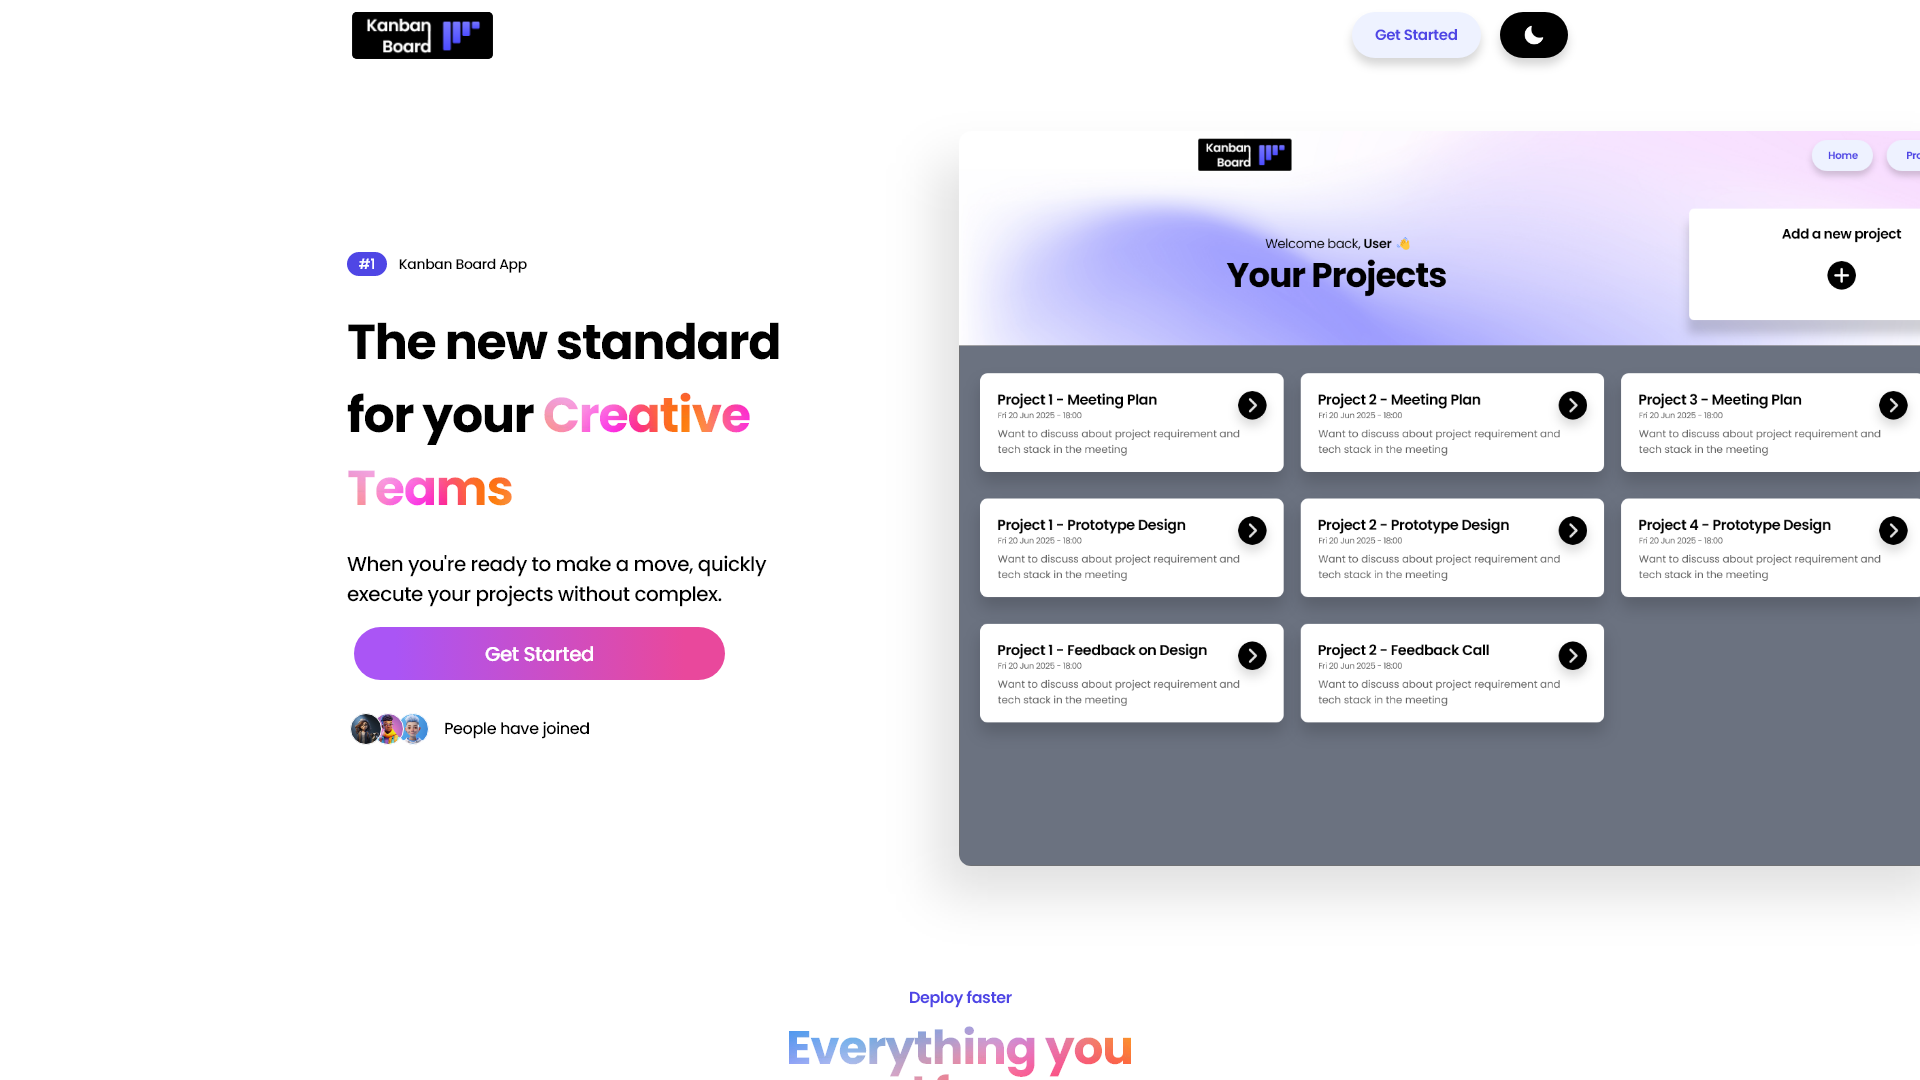 Kanban
Board
Get Started
#1 Kanban Board App
The new standard
for your Creative
Teams
When you're ready to make a move, quickly
execute your projects without complex.
Get Started
People have joined
Kanban
Board
Home
Welcome back, User 👋
Your Projects
Add a new project
Project 1 - Meeting Plan
Fri 20 Jun 2025 - 18:00
Want to discuss about project requirement and
tech stack in the meeting
Project 2 - Meeting Plan
Fri 20 Jun 2025 - 18:00
Want to discuss about project requirement and
tech stack in the meeting
Project 3 - Meeting Plan
Fri 20 Jun 2025 - 18:00
Want to discuss about project requirement and
tech stack in the meeting
Project 1 - Prototype Design
Fri 20 Jun 2025 - 18:00
Want to discuss about project requirement and
tech stack in the meeting
Project 2 - Prototype Design
Fri 20 Jun 2025 - 18:00
Want to discuss about project requirement and
tech stack in the meeting
Project 4 - Prototype Design
Fri 20 Jun 2025 - 18:00
Want to discuss about project requirement and
tech stack in the meeting
Project 1 - Feedback on Design
Fri 20 Jun 2025 - 18:00
Want to discuss about project requirement and
tech stack in the meeting
Project 2 - Feedback Call
Fri 20 Jun 2025 - 18:00
Want to discuss about project requirement and
tech stack in the meeting
Deploy faster
Everything you